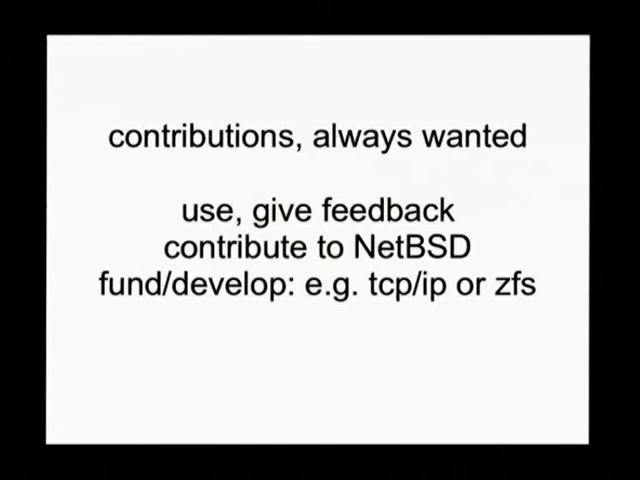 contributions, always wanted
use, give feedback
contribute to NetBSD
fund/develop: e.g. tcp/ip or zfs